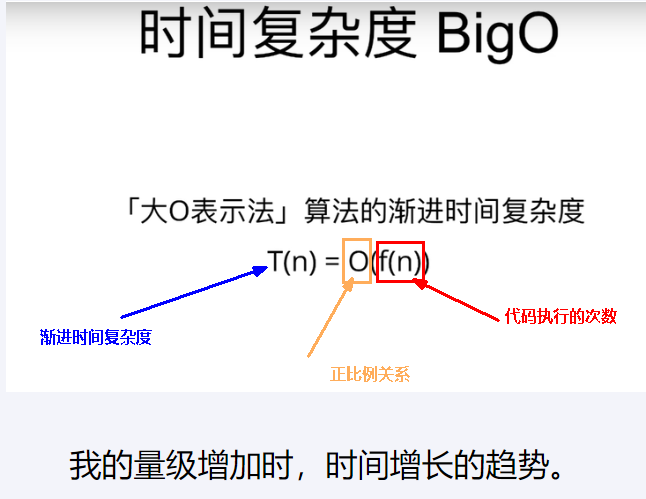 时间复杂度 BigO
「大O表示法」算法的渐进时间复杂度
T(n) = O(f(n))
代码执行的次数
渐进时间复杂度
正比例关系
我的量级增加时，时间增长的趋势。